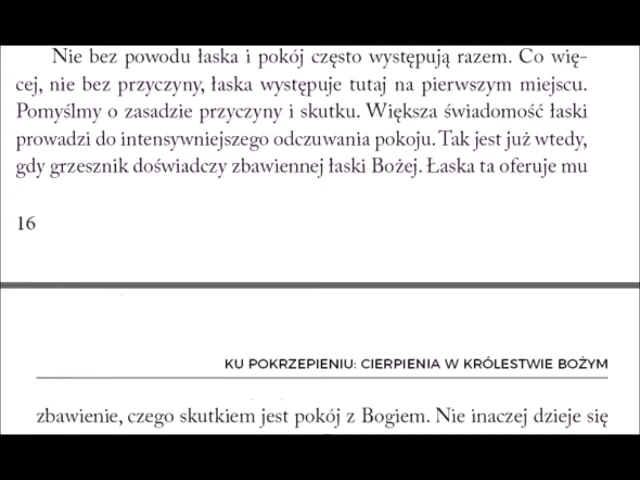 Nie bez powodu łaska i pokój często występują razem. Co wię-
cej, nie bez przyczyny, łaska występuje tutaj na pierwszym miejscu.
Pomyślmy o zasadzie przyczyny i skutku. Większa świadomość łaski
prowadzi do intensywniejszego odczuwania pokoju. Tak jest już wtedy,
gdy grzesznik doświadczy zbawiennej łaski Bożej. Łaska ta oferuje mu
16
KU POKRZEPIENIU: CIERPIENIA W KRÓLESTWIE BOŻYM
zbawienie, czego skutkiem jest pokój z Bogiem. Nie inaczej dzieje się